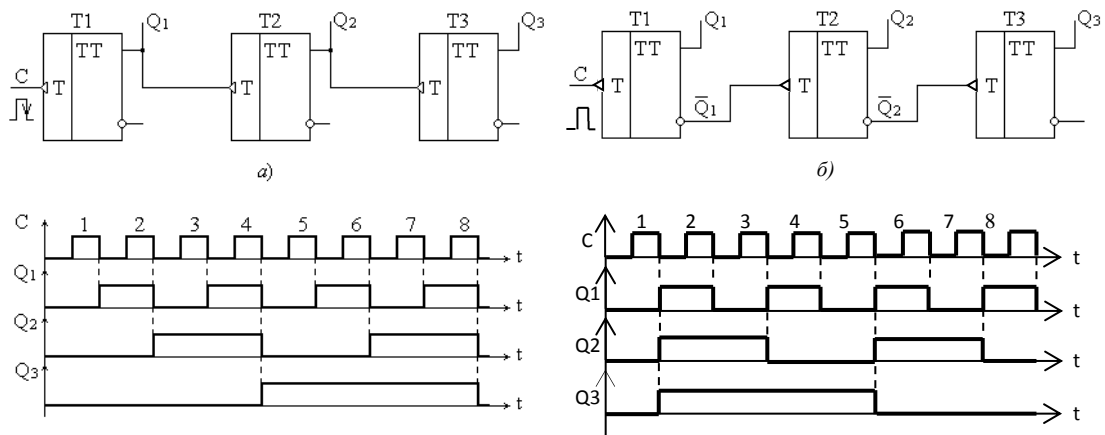 T1 Q1 T2 Q2 T3 Q3
TT TT TT
C T T T
а)
T1 Q1 T2 Q2 T3 Q3
TT TT TT
C T T T
Q̅1 Q̅2
б)
C 1 2 3 4 5 6 7 8 t
Q1 t
Q2 t
Q3 t
C 1 2 3 4 5 6 7 8 t
Q1 t
Q2 t
Q3 t